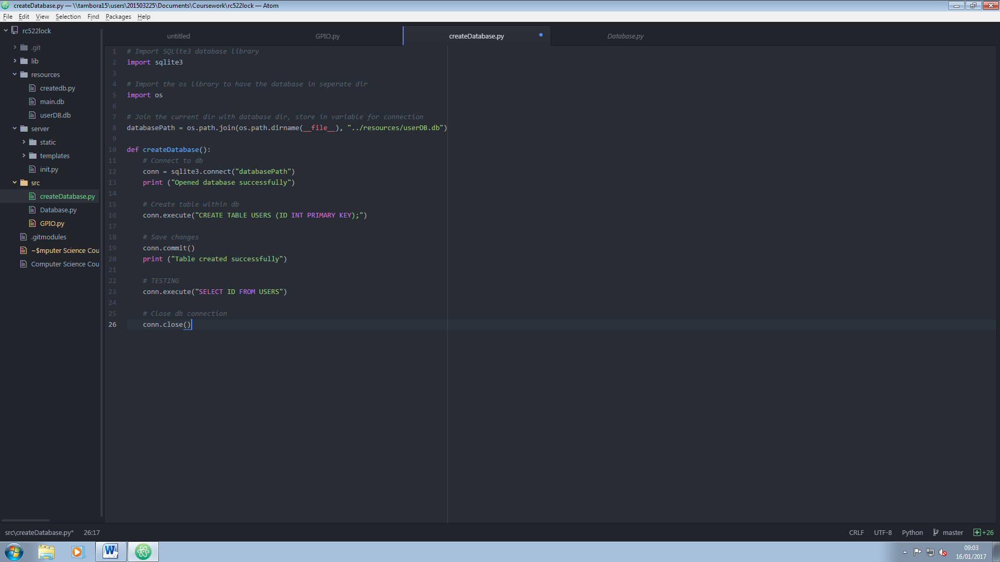 createDatabase.py — \\tambora15\users\201503225\Documents\Coursework\rc522lock — Atom
File Edit View Selection Find Packages Help
rc522lock
.git
lib
resources
createdb.py
main.db
userDB.db
server
static
templates
init.py
src
createDatabase.py
Database.py
GPIO.py
.gitmodules
~$mputer Science Cou
Computer Science Cou
untitled GPIO.py createDatabase.py Database.py
1 # Import SQLite3 database library
2 import sqlite3
3
4 # Import the os library to have the database in seperate dir
5 import os
6
7 # Join the current dir with database dir, store in variable for connection
8 databasePath = os.path.join(os.path.dirname(__file__), "../resources/userDB.db")
9
10 def createDatabase():
11     # Connect to db
12     conn = sqlite3.connect("databasePath")
13     print ("Opened database successfully")
14
15     # Create table within db
16     conn.execute("CREATE TABLE USERS (ID INT PRIMARY KEY);")
17
18     # Save changes
19     conn.commit()
20     print ("Table created successfully")
21
22     # TESTING
23     conn.execute("SELECT ID FROM USERS")
24
25     # Close db connection
26     conn.close()
src\createDatabase.py* 26:17 CRLF UTF-8 Python master +26
09:03
16/01/2017